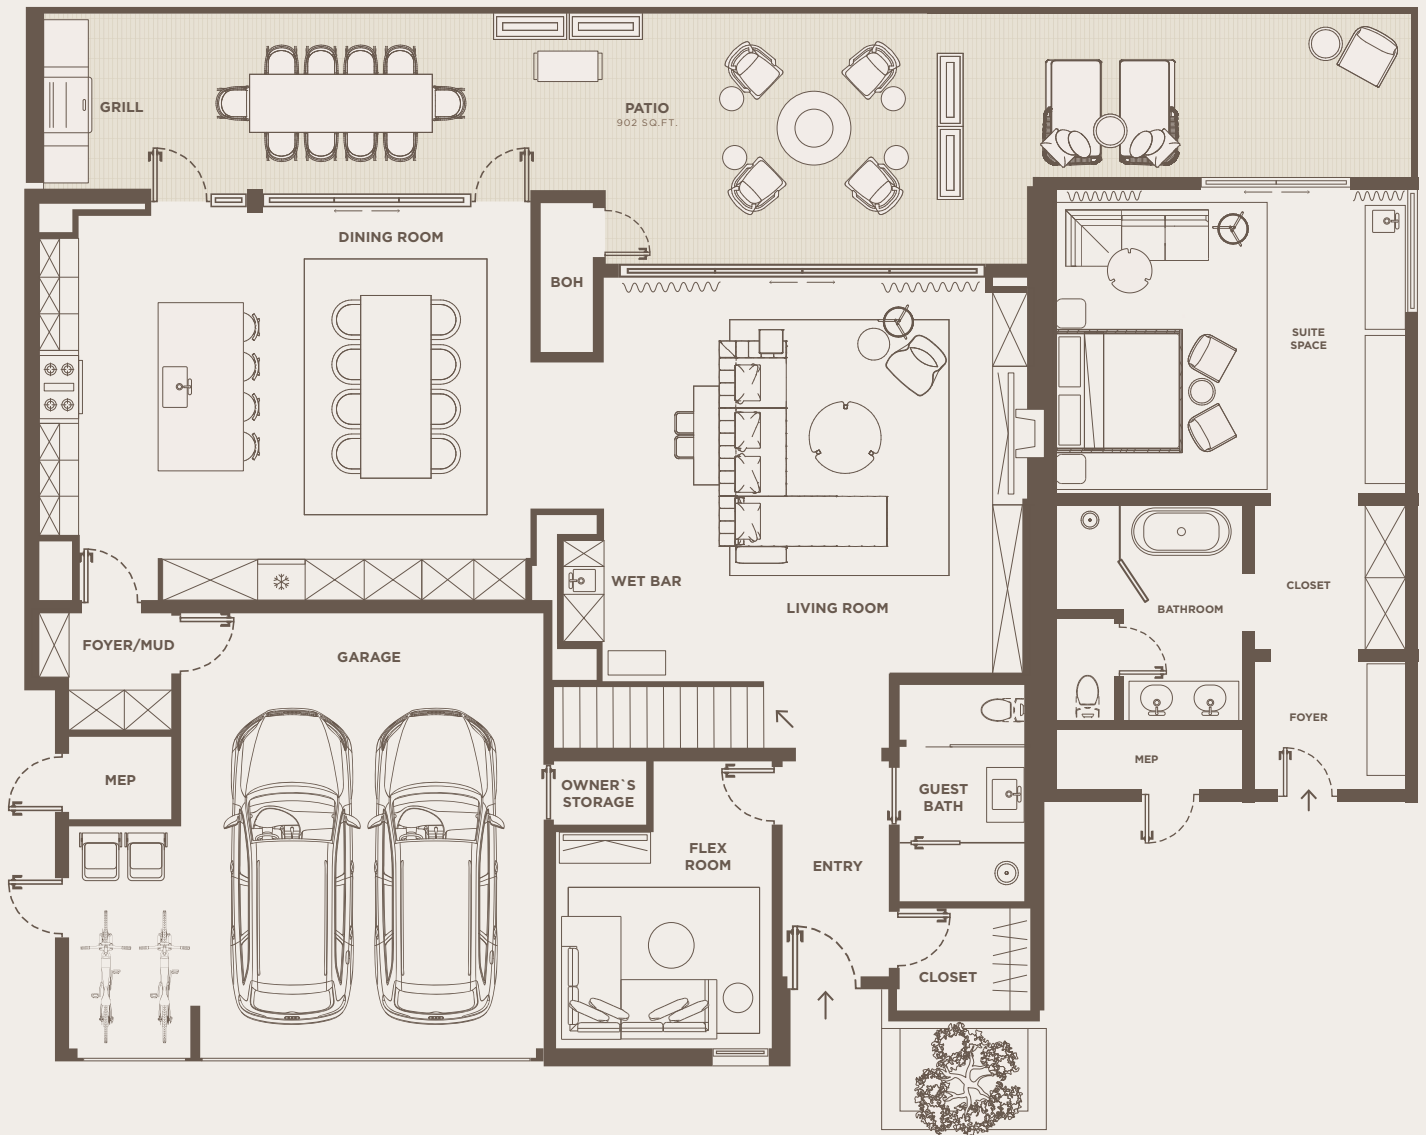 GRILL
PATIO
902 SQ.FT.
DINING ROOM
BOH
SUITE
SPACE
WET BAR
LIVING ROOM
CLOSET
BATHROOM
FOYER/MUD
GARAGE
FOYER
MEP
MEP
OWNER`S
STORAGE
GUEST
BATH
FLEX
ROOM
ENTRY
CLOSET